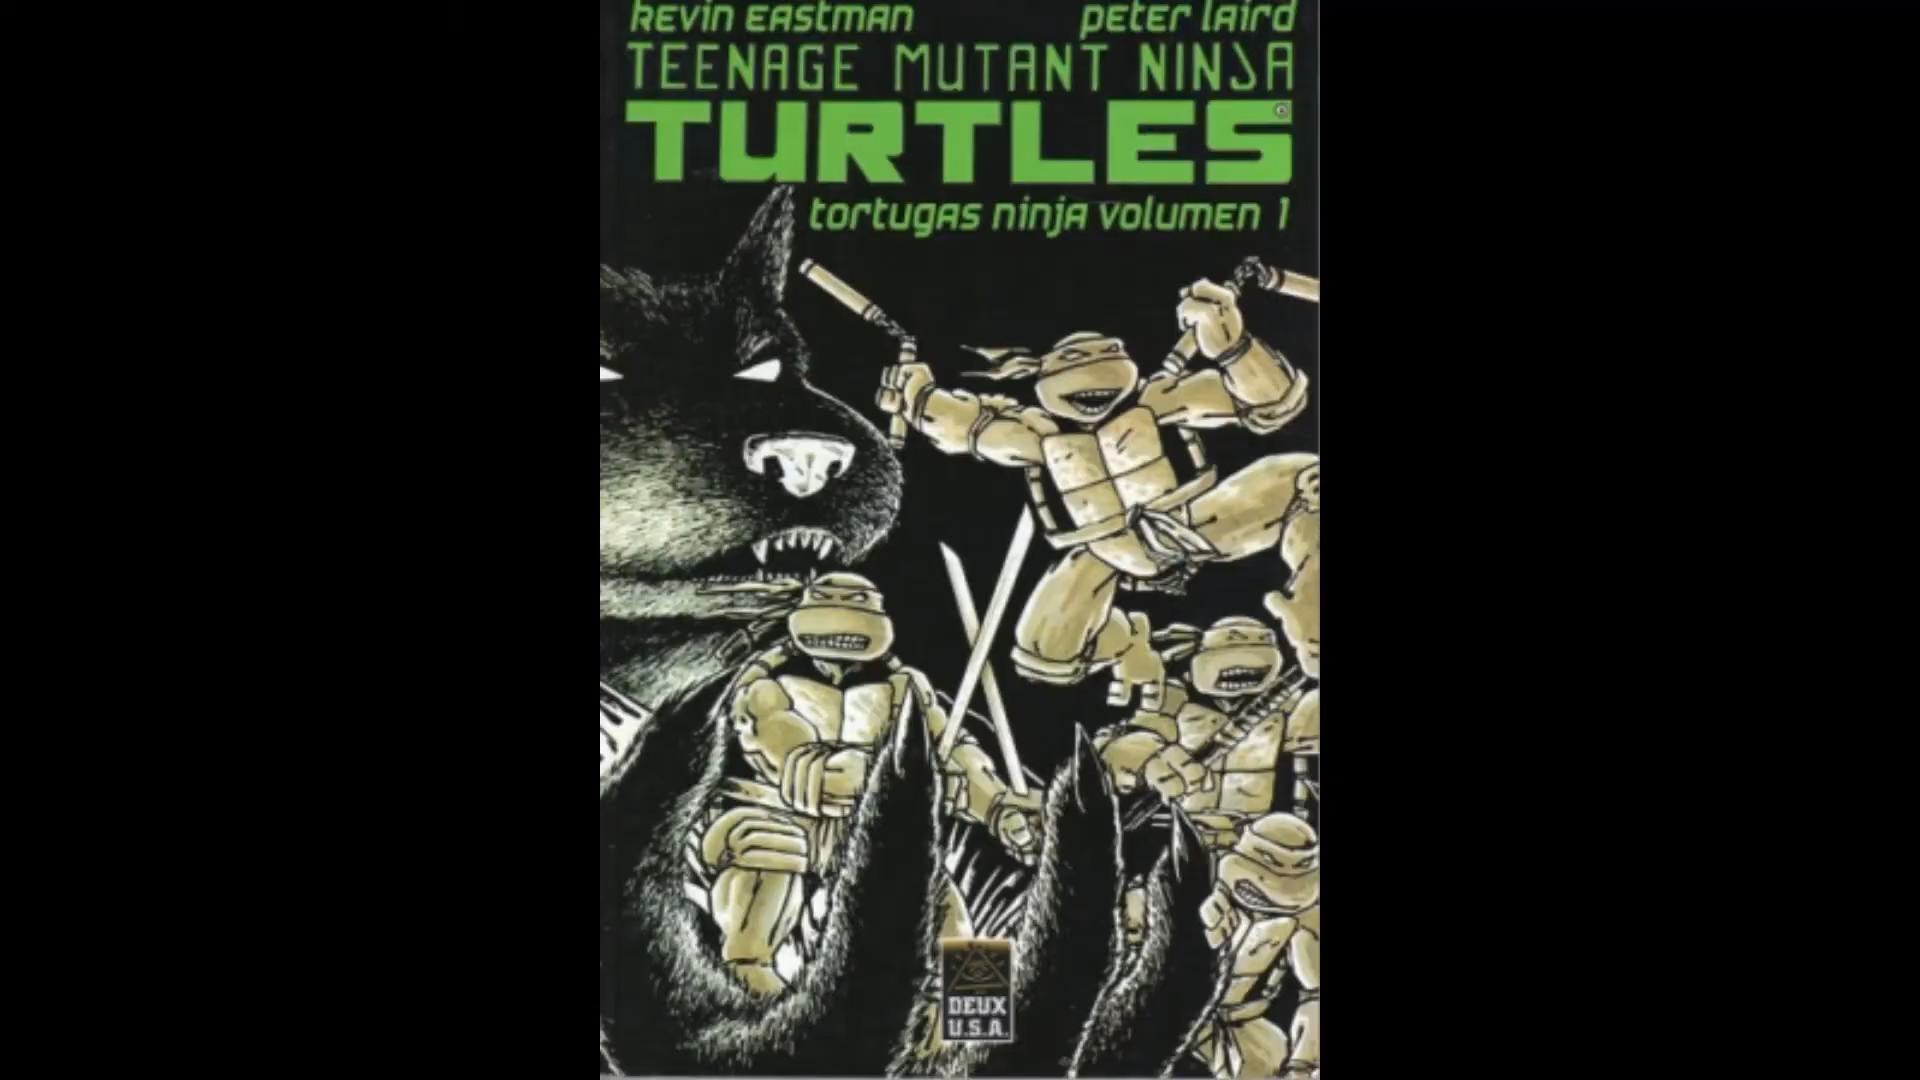 kevin eastman peter laird
TEENAGE MUTANT NINJA
TURTLES
tortugas ninja volumen 1
DEUX
U.S.A.